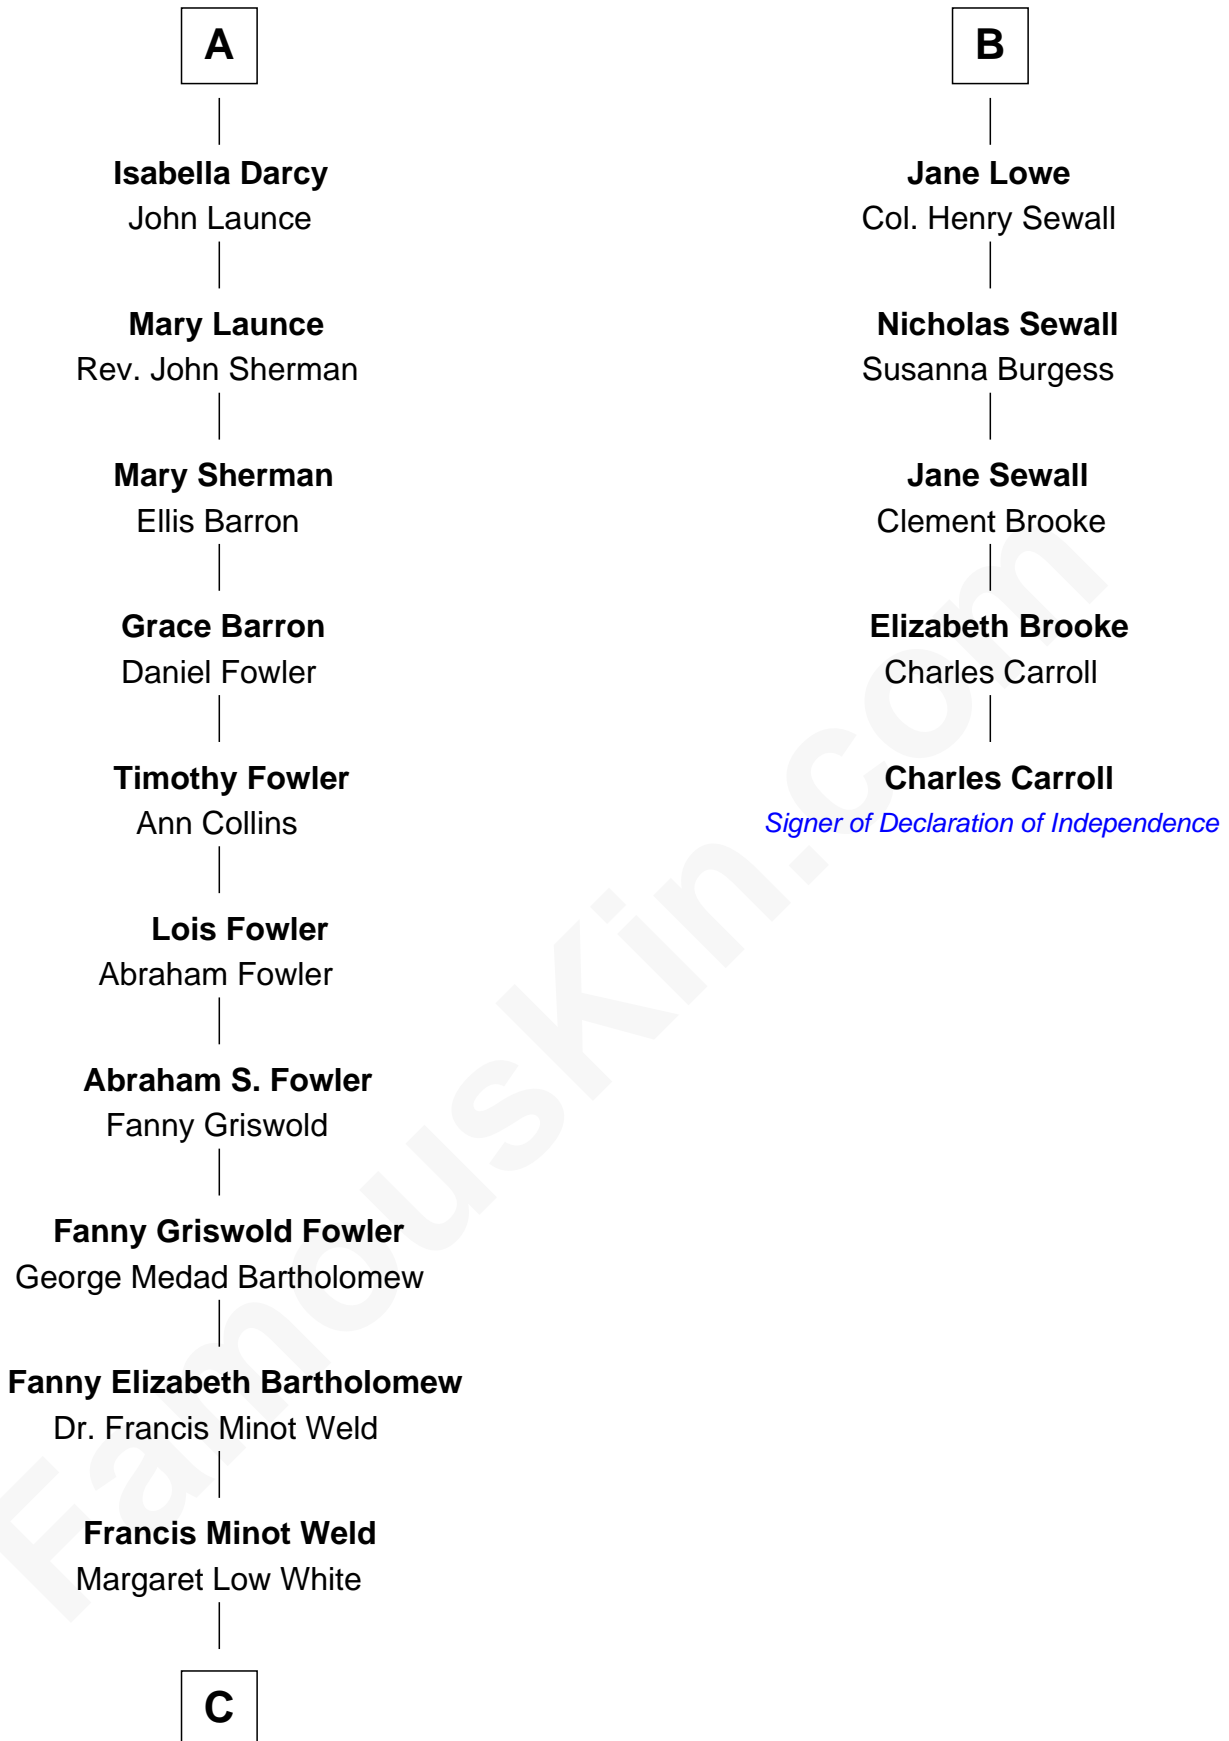 A
Isabella Darcy
John Launce
Mary Launce
Rev. John Sherman
Mary Sherman
Ellis Barron
Grace Barron
Daniel Fowler
Timothy Fowler
Ann Collins
Lois Fowler
Abraham Fowler
Abraham S. Fowler
Fanny Griswold
Fanny Griswold Fowler
George Medad Bartholomew
Fanny Elizabeth Bartholomew
Dr. Francis Minot Weld
Francis Minot Weld
Margaret Low White
C
B
Jane Lowe
Col. Henry Sewall
Nicholas Sewall
Susanna Burgess
Jane Sewall
Clement Brooke
Elizabeth Brooke
Charles Carroll
Charles Carroll
Signer of Declaration of Independence
FamousKin.com